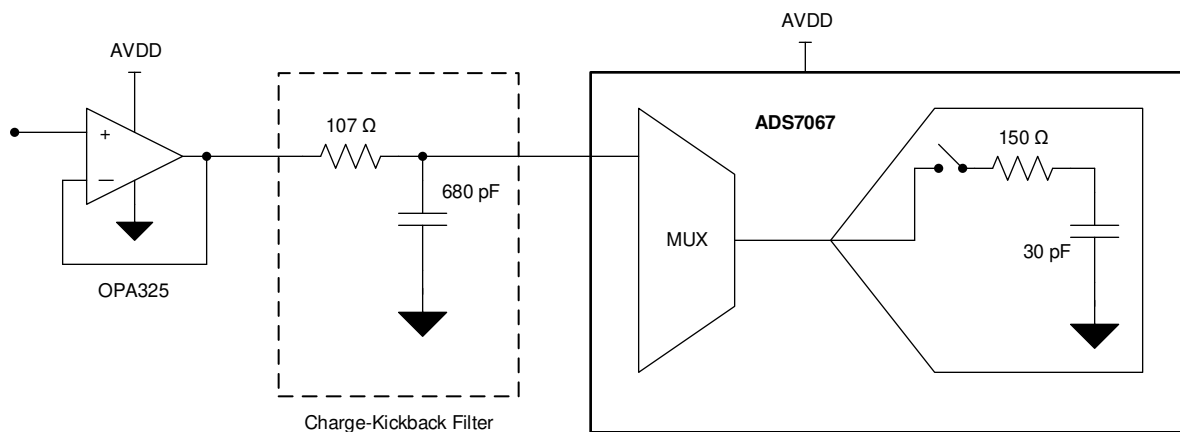 AVDD
+
−
OPA325
107 Ω
680 pF
Charge-Kickback Filter
AVDD
ADS7067
MUX
150 Ω
30 pF